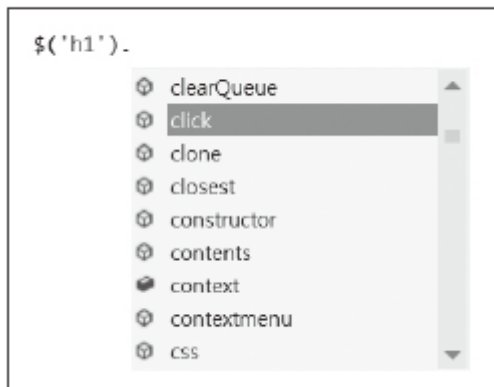 $('h1').
clearQueue
click
clone
closest
constructor
contents
context
contextmenu
css